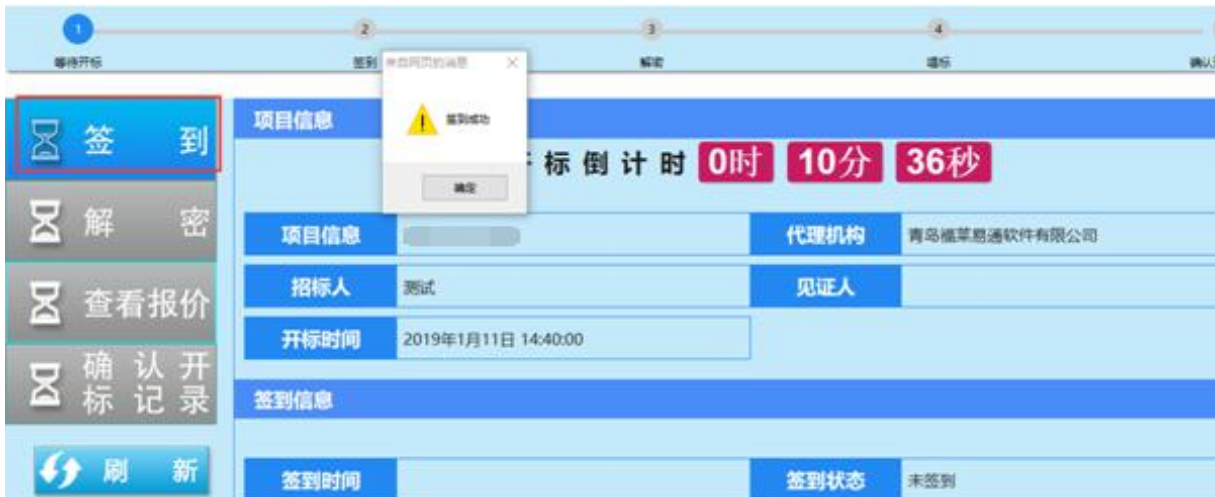 1 2 3 4
等待开标 签到 解密 唱标
来自网页的消息
签到成功
确定
签 到
解 密
查看报价
确认开
标记录
刷 新
项目信息
标倒计时 0时 10分 36秒
项目信息 代理机构 青岛福莱易通软件有限公司
招标人 测试 见证人
开标时间 2019年1月11日 14:40:00
签到信息
签到时间 签到状态 未签到